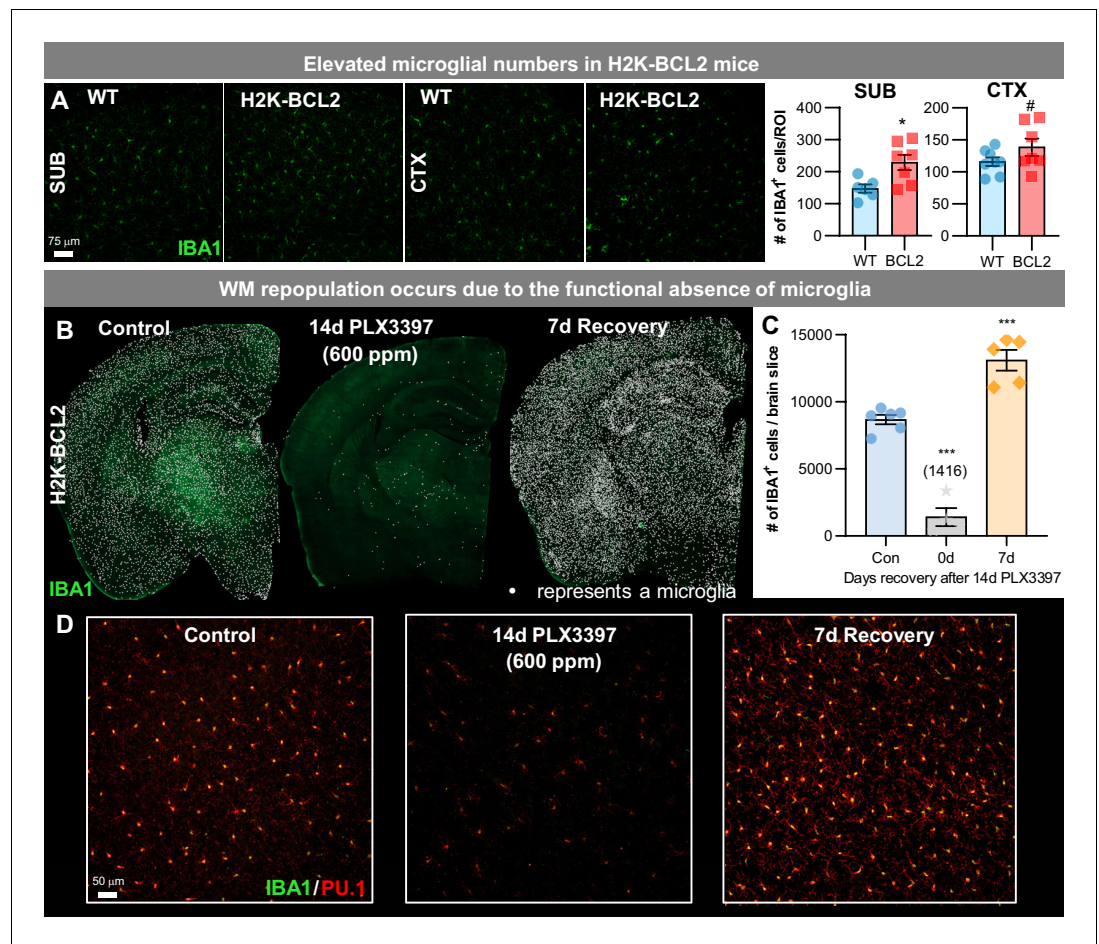 Elevated microglial numbers in H2K-BCL2 mice
A
WT
H2K-BCL2
WT
H2K-BCL2
SUB
CTX
75 μm
IBA1
SUB
CTX
# of IBA1+ cells/ROI
400
300
200
100
0
*
WT BCL2
200
150
100
50
0
#
WT BCL2
WM repopulation occurs due to the functional absence of microglia
B
Control
14d PLX3397
(600 ppm)
7d Recovery
H2K-BCL2
IBA1
• represents a microglia
C
# of IBA1+ cells / brain slice
15000
10000
5000
0
***
(1416)
***
Con 0d 7d
Days recovery after 14d PLX3397
D
Control
14d PLX3397
(600 ppm)
7d Recovery
50 μm
IBA1/PU.1